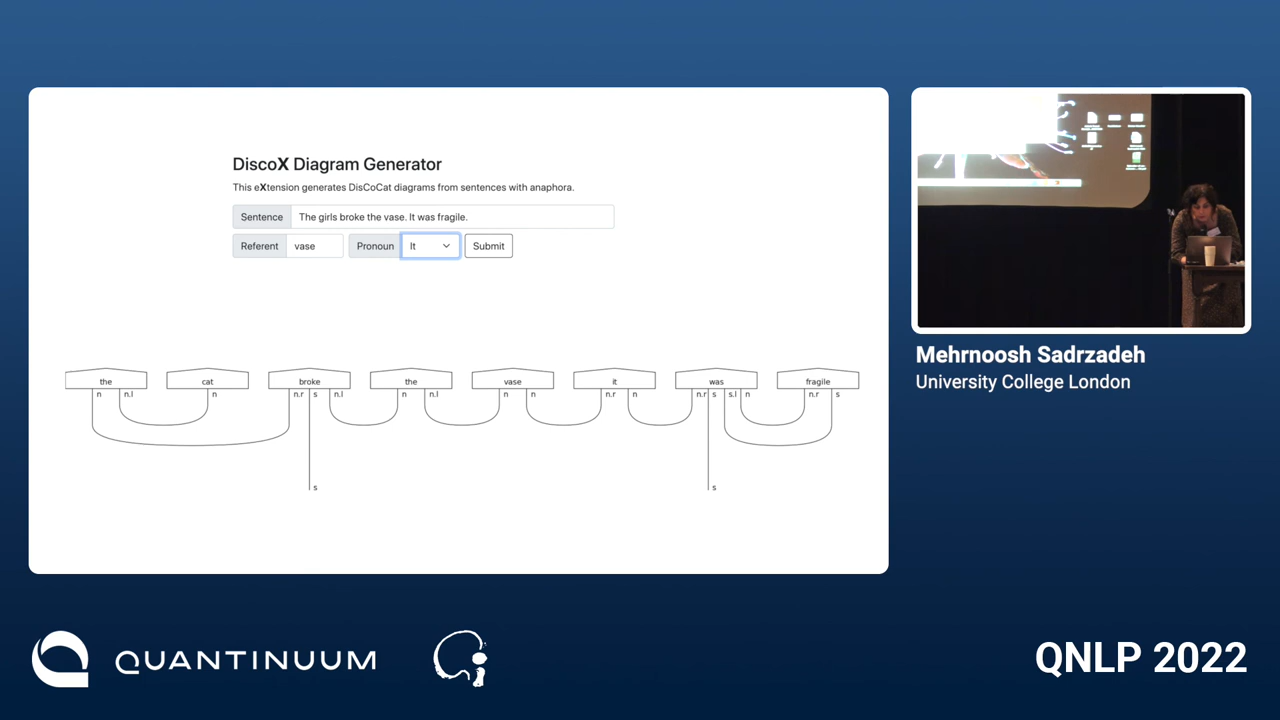 DiscoX Diagram Generator
This eXtension generates DisCoCat diagrams from sentences with anaphora.
Sentence The girls broke the vase. It was fragile.
Referent vase Pronoun It Submit
the cat broke the vase it was fragile
n n.l n n.r s n.l n n.l n n n.r n n.r s s.l n n.r s
s s
Mehrnoosh Sadrzadeh
University College London
QUANTINUUM
QNLP 2022